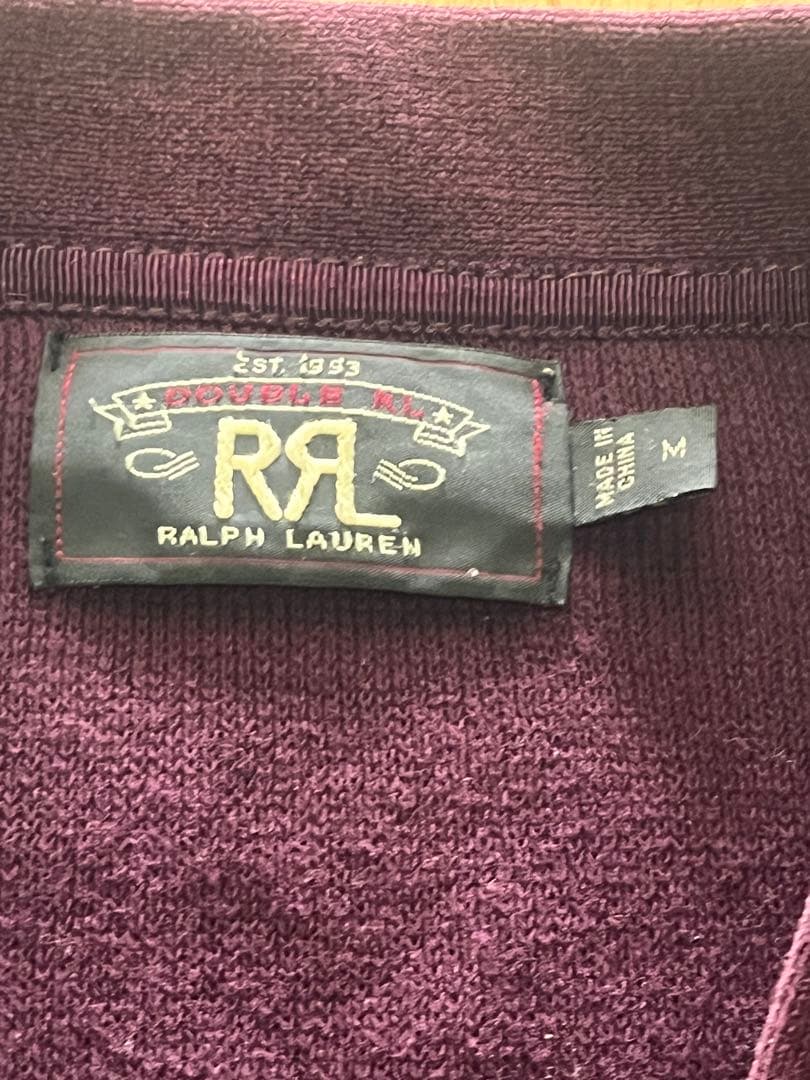 EST. 1993
DOUBLE RL
RRL
RALPH LAUREN
MADE IN
CHINA
M